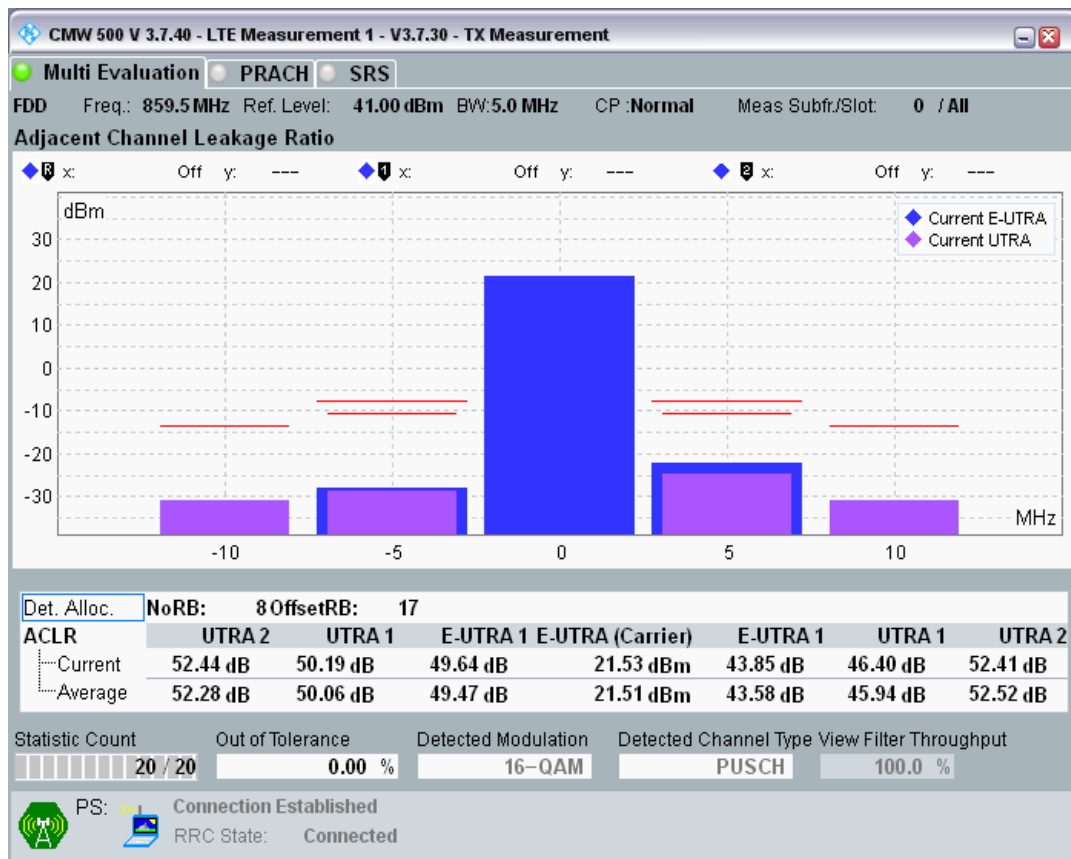 CMW 500 V 3.7.40 - LTE Measurement 1 - V3.7.30 - TX Measurement
Multi Evaluation PRACH SRS
FDD Freq.: 859.5 MHz Ref. Level: 41.00 dBm BW:5.0 MHz CP :Normal Meas Subfr./Slot: 0 / All
Adjacent Channel Leakage Ratio
R x: Off y: --- 1 x: Off y: --- 2 x: Off y: ---
dBm
Current E-UTRA
Current UTRA
30
20
10
0
-10
-20
-30
MHz
-10 -5 0 5 10
Det. Alloc. NoRB: 8 OffsetRB: 17
ACLR UTRA 2 UTRA 1 E-UTRA 1 E-UTRA (Carrier) E-UTRA 1 UTRA 1 UTRA 2
Current 52.44 dB 50.19 dB 49.64 dB 21.53 dBm 43.85 dB 46.40 dB 52.41 dB
Average 52.28 dB 50.06 dB 49.47 dB 21.51 dBm 43.58 dB 45.94 dB 52.52 dB
Statistic Count Out of Tolerance Detected Modulation Detected Channel Type View Filter Throughput
20 / 20 0.00 % 16-QAM PUSCH 100.0 %
PS: Connection Established
RRC State: Connected